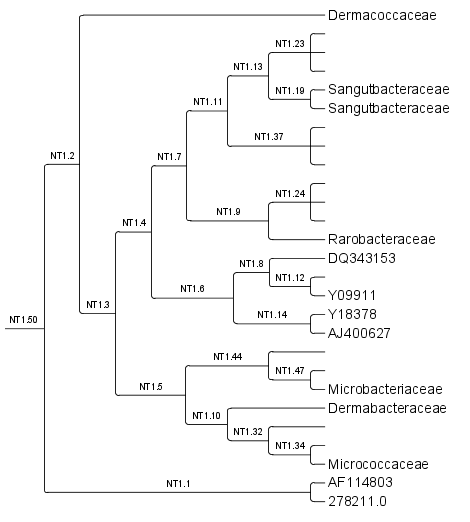 Dermacoccaceae
NT1.23
NT1.13
NT1.19
Sangutbacteraceae
NT1.11
Sangutbacteraceae
NT1.37
NT1.2
NT1.7
NT1.24
NT1.9
NT1.4
Rarobacteraceae
DQ343153
NT1.8
NT1.12
NT1.6
Y09911
NT1.3
NT1.14
Y18378
NT1.50
AJ400627
NT1.44
NT1.47
NT1.5
Microbacteriaceae
Dermabacteraceae
NT1.10
NT1.32
NT1.34
Micrococcaceae
NT1.1
AF114803
278211.0